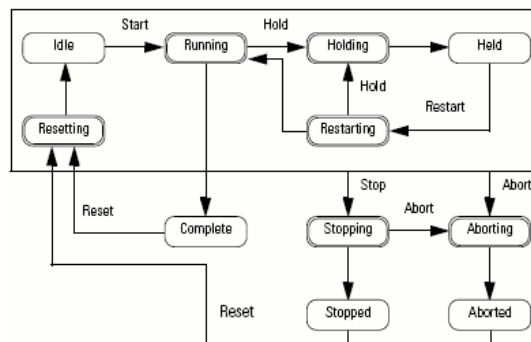 Start
Hold
Idle
Running
Holding
Held
Hold
Restart
Resetting
Restarting
Stop
Abort
Reset
Complete
Abort
Stopping
Aborting
Reset
Stopped
Aborted